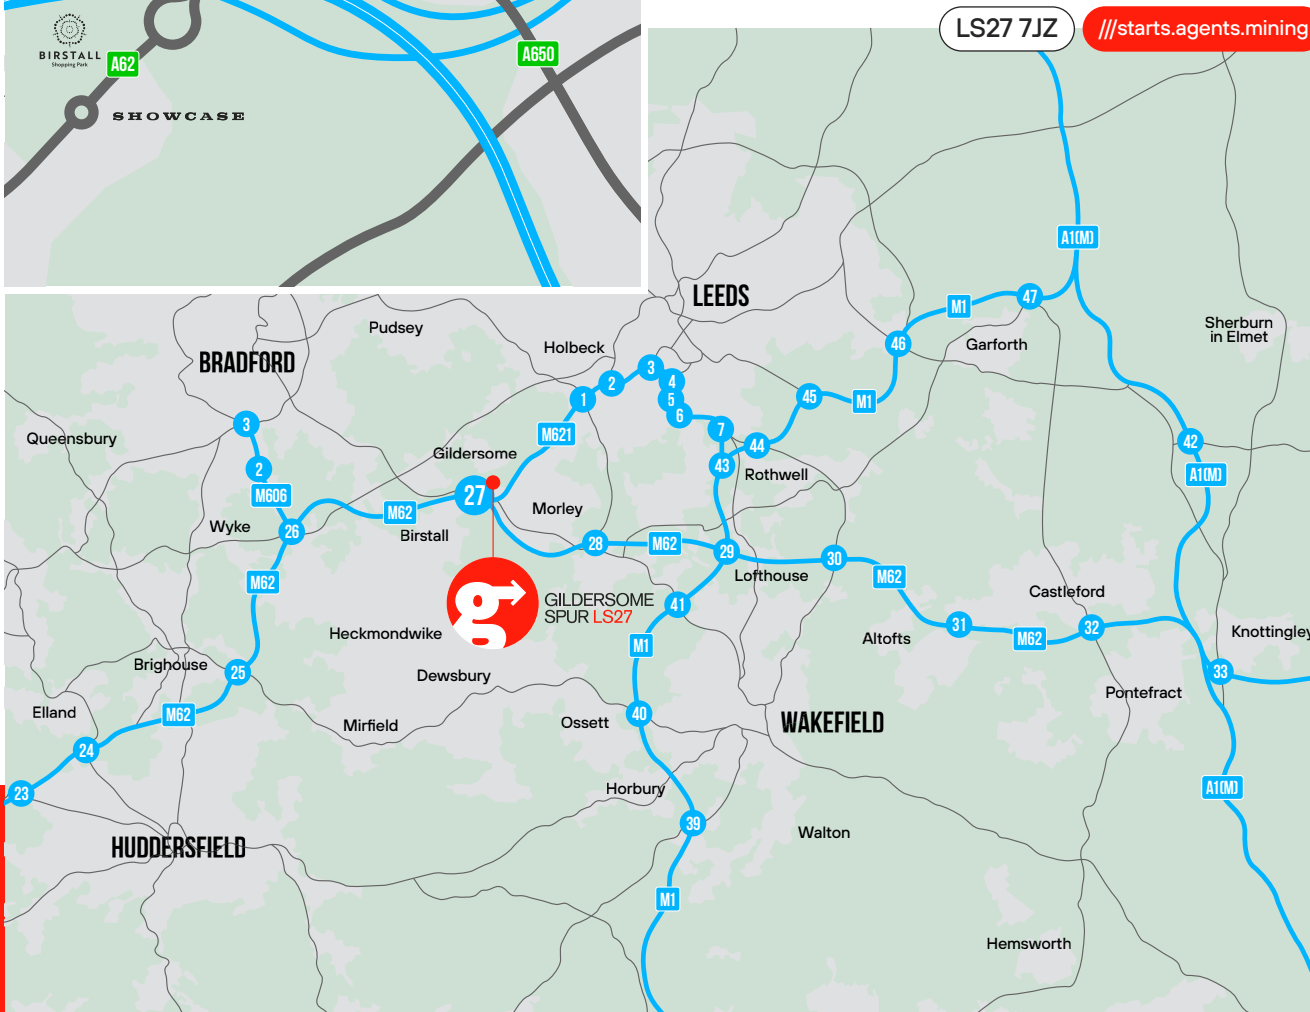 BIRSTALL
Shopping Park
A62
SHOWCASE
A650
LS27 7JZ
///starts.agents.mining
A1(M)
LEEDS
M1
47
Sherburn
in Elmet
Pudsey
Holbeck
46
Garforth
BRADFORD
3
2
1
4
5
6
45
M1
3
7
M621
Queensbury
Gildersome
44
42
2
43
Rothwell
A1(M)
M606
27
Wyke
M62
Morley
26
Birstall
28
M62
29
30
Lofthouse
M62
M62
Castleford
GILDERSOME
SPUR LS27
41
31
32
Heckmondwike
M1
Altofts
M62
Knottingley
Brighouse
25
Dewsbury
33
Pontefract
Elland
M62
Mirfield
Ossett
40
WAKEFIELD
24
23
Horbury
A1(M)
39
Walton
HUDDERSFIELD
M1
Hemsworth